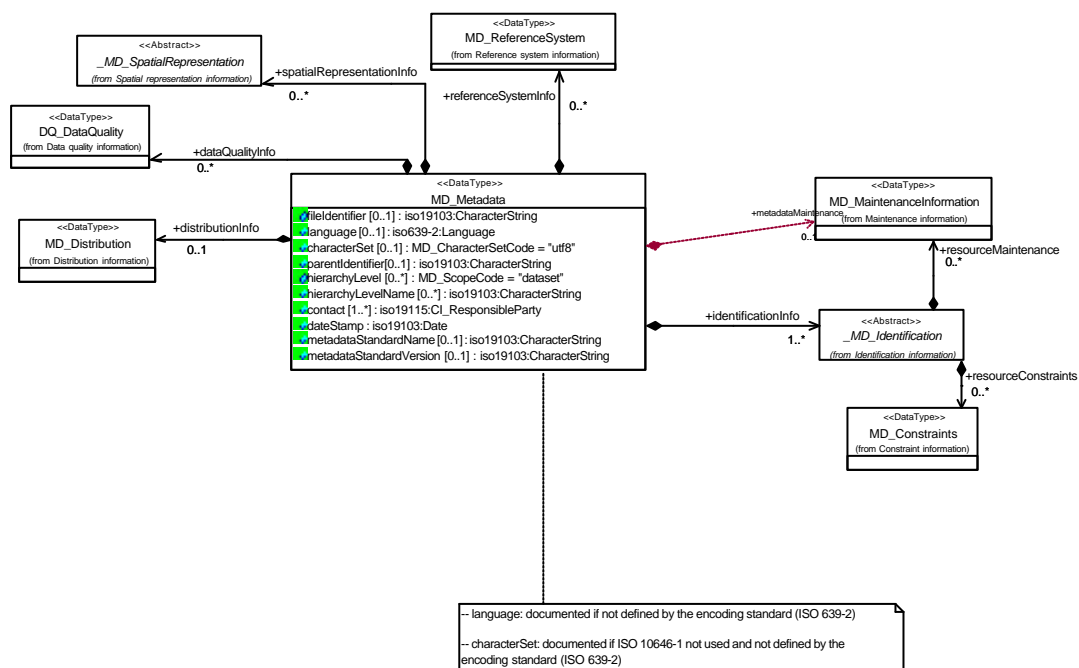 <<DataType>>
MD_ReferenceSystem
(from Reference system information)
<<Abstract>>
_MD_SpatialRepresentation
(from Spatial representation information)
+spatialRepresentationInfo
0..*
+referenceSystemInfo
0..*
<<DataType>>
DQ_DataQuality
(from Data quality information)
+dataQualityInfo
0..*
<<DataType>>
MD_Distribution
(from Distribution information)
+distributionInfo
0..1
<<DataType>>
MD_Metadata
fileIdentifier [0..1] : iso19103:CharacterString
language [0..1] : iso639-2:Language
characterSet [0..1] : MD_CharacterSetCode = "utf8"
parentIdentifier[0..1] : iso19103:CharacterString
hierarchyLevel [0..*] : MD_ScopeCode = "dataset"
hierarchyLevelName [0..*] : iso19103:CharacterString
contact [1..*] : iso19115:CI_ResponsibleParty
dateStamp : iso19103:Date
metadataStandardName [0..1] : iso19103:CharacterString
metadataStandardVersion [0..1] : iso19103:CharacterString
+metadataMaintenance
0..1
<<DataType>>
MD_MaintenanceInformation
(from Maintenance information)
+resourceMaintenance
0..*
+identificationInfo
1..*
<<Abstract>>
_MD_Identification
(from Identification information)
+resourceConstraints
0..*
<<DataType>>
MD_Constraints
(from Constraint information)
-- language: documented if not defined by the encoding standard (ISO 639-2)
-- characterSet: documented if ISO 10646-1 not used and not defined by the
encoding standard (ISO 639-2)